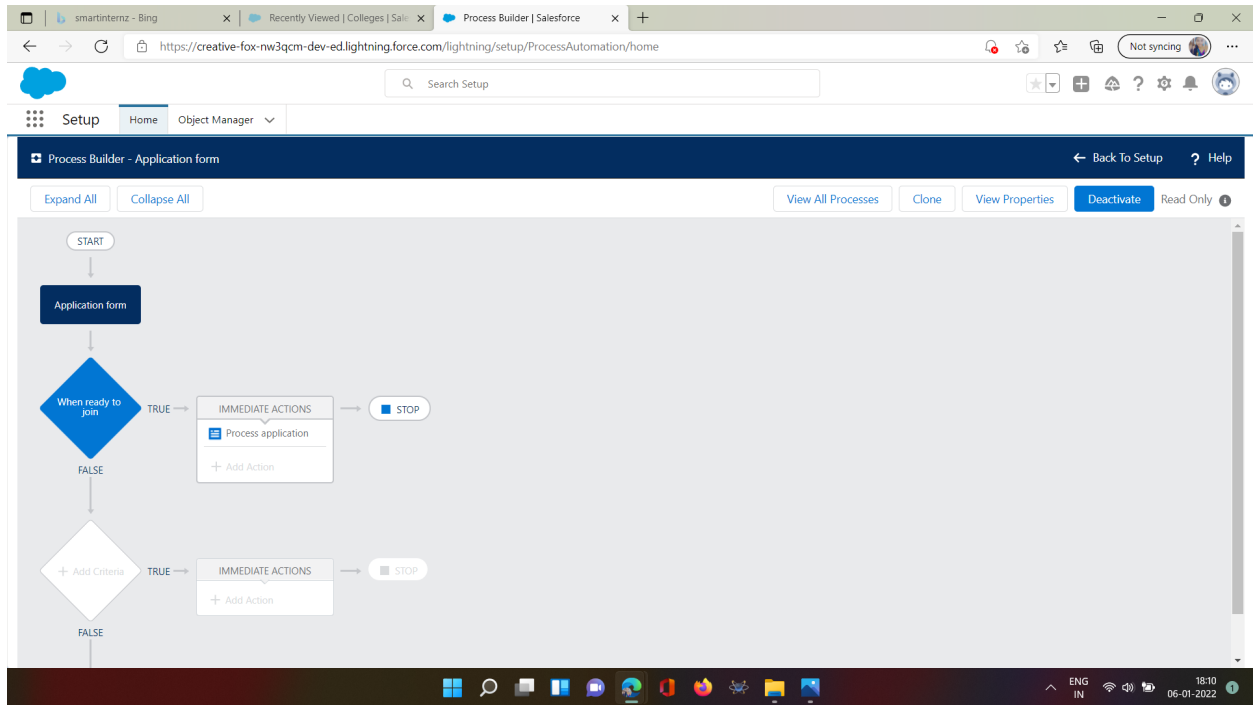 smartinternz - Bing
Recently Viewed | Colleges | Sale
Process Builder | Salesforce
https://creative-fox-nw3qcm-dev-ed.lightning.force.com/lightning/setup/ProcessAutomation/home
Not syncing
Search Setup
Setup Home Object Manager
Process Builder - Application form
Back To Setup ? Help
Expand All Collapse All View All Processes Clone View Properties Deactivate Read Only
START
Application form
When ready to
join
TRUE IMMEDIATE ACTIONS STOP
Process application
+ Add Action
FALSE
+ Add Criteria TRUE IMMEDIATE ACTIONS STOP
+ Add Action
FALSE
ENG
IN
18:10
06-01-2022
1